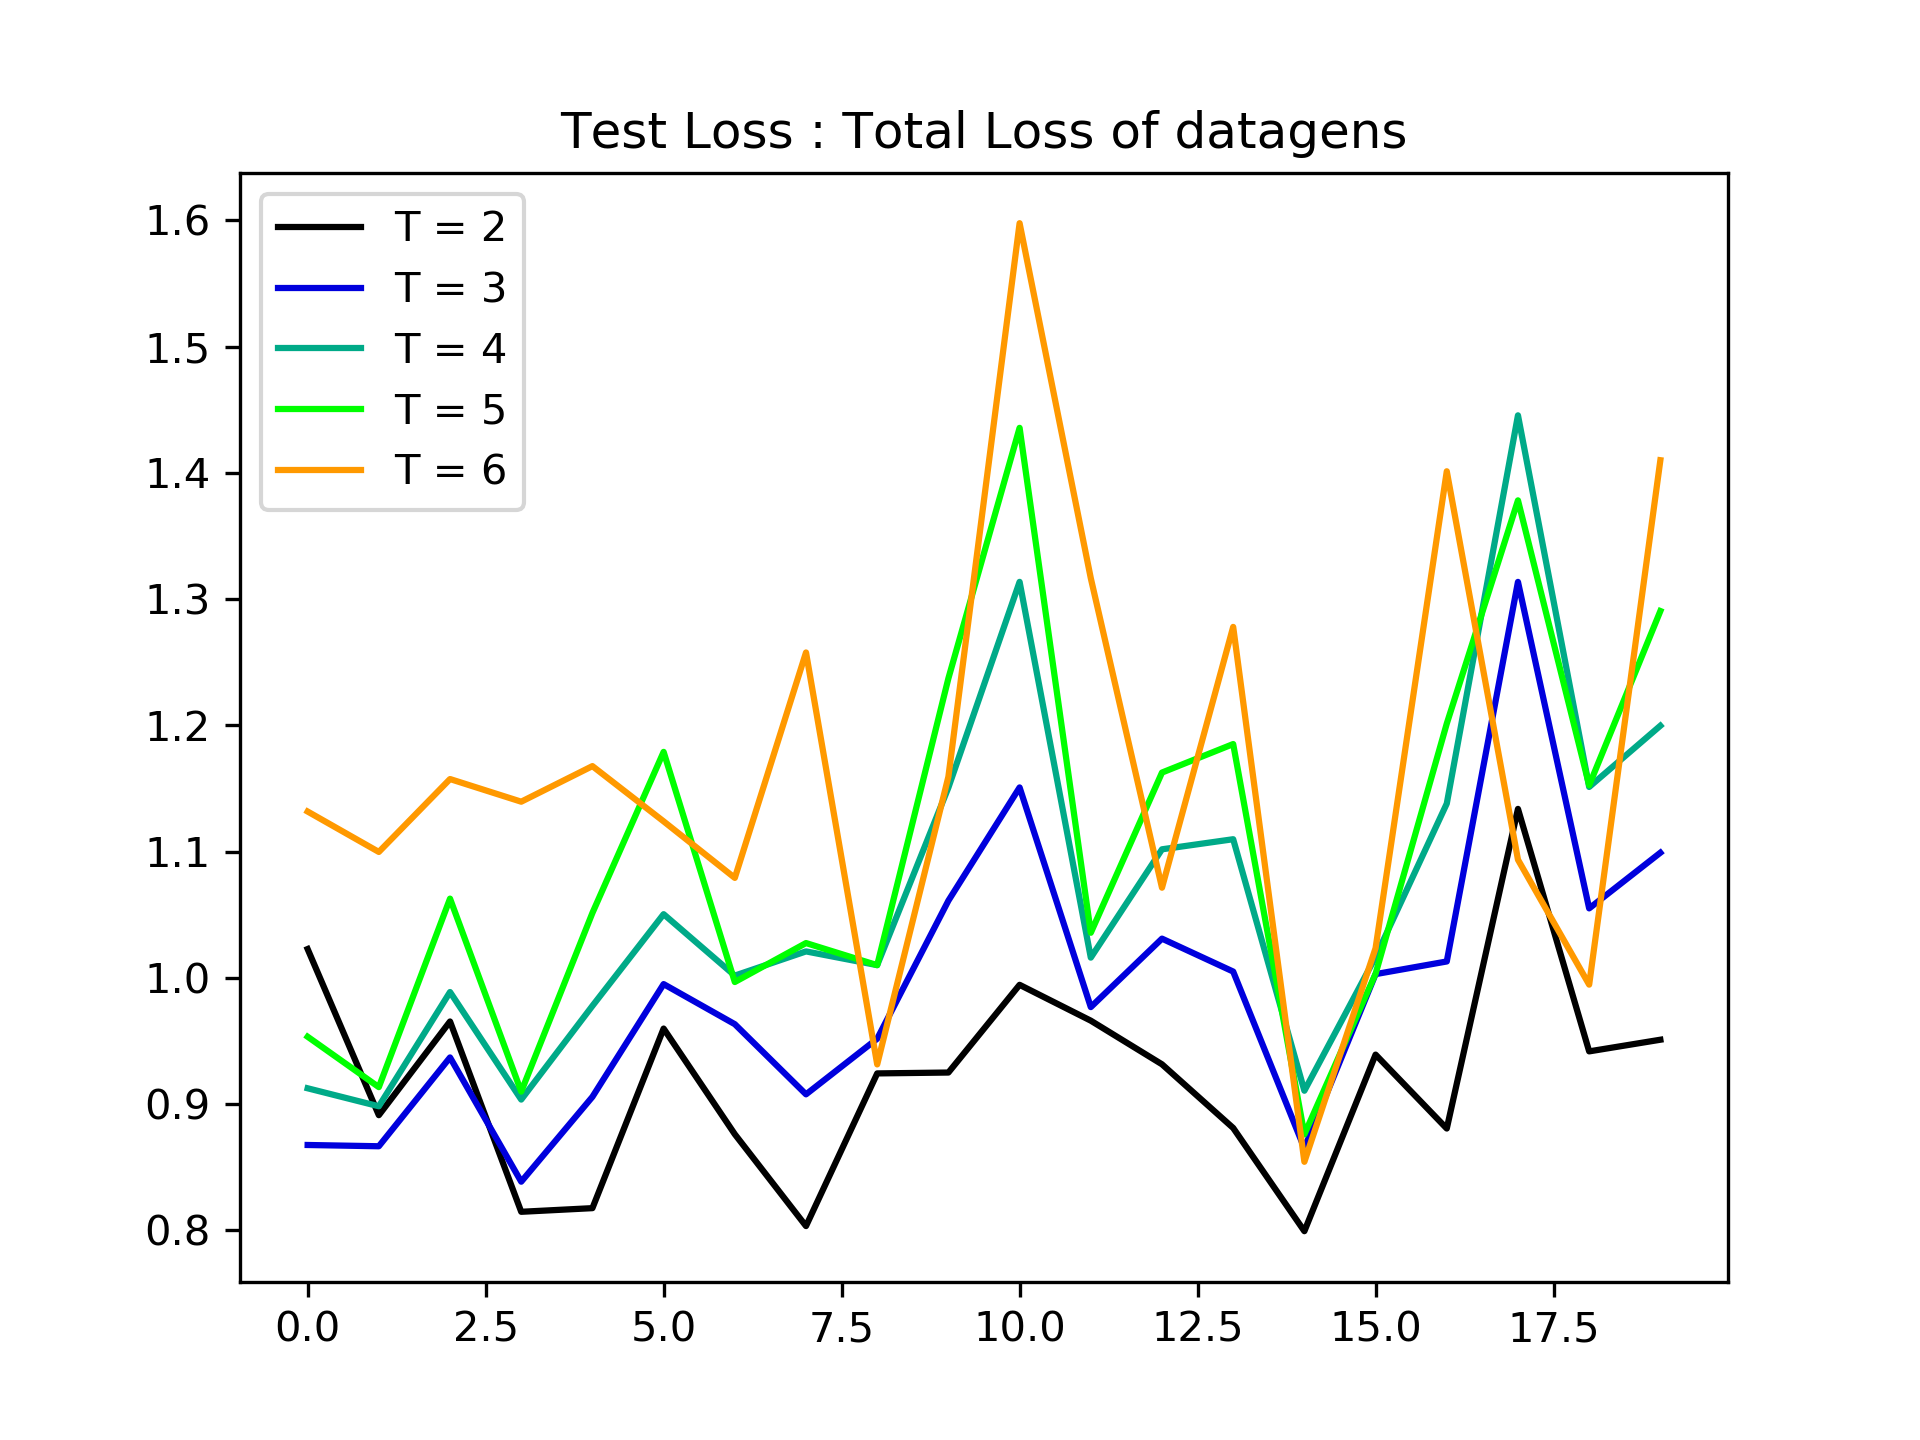 Test Loss : Total Loss of datagens
T = 2
T = 3
T = 4
T = 5
T = 6
1.6
1.5
1.4
1.3
1.2
1.1
1.0
0.9
0.8
0.0 2.5 5.0 7.5 10.0 12.5 15.0 17.5